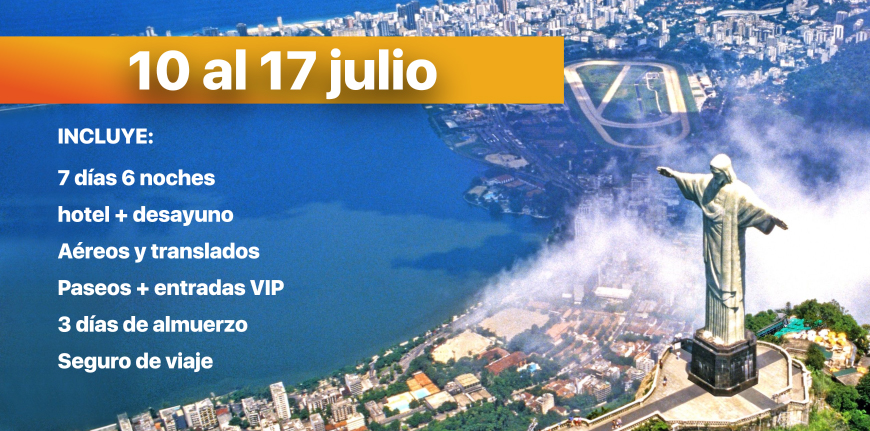 10 al 17 julio
INCLUYE:
7 días 6 noches
hotel + desayuno
Aéreos y translados
Paseos + entradas VIP
3 días de almuerzo
Seguro de viaje